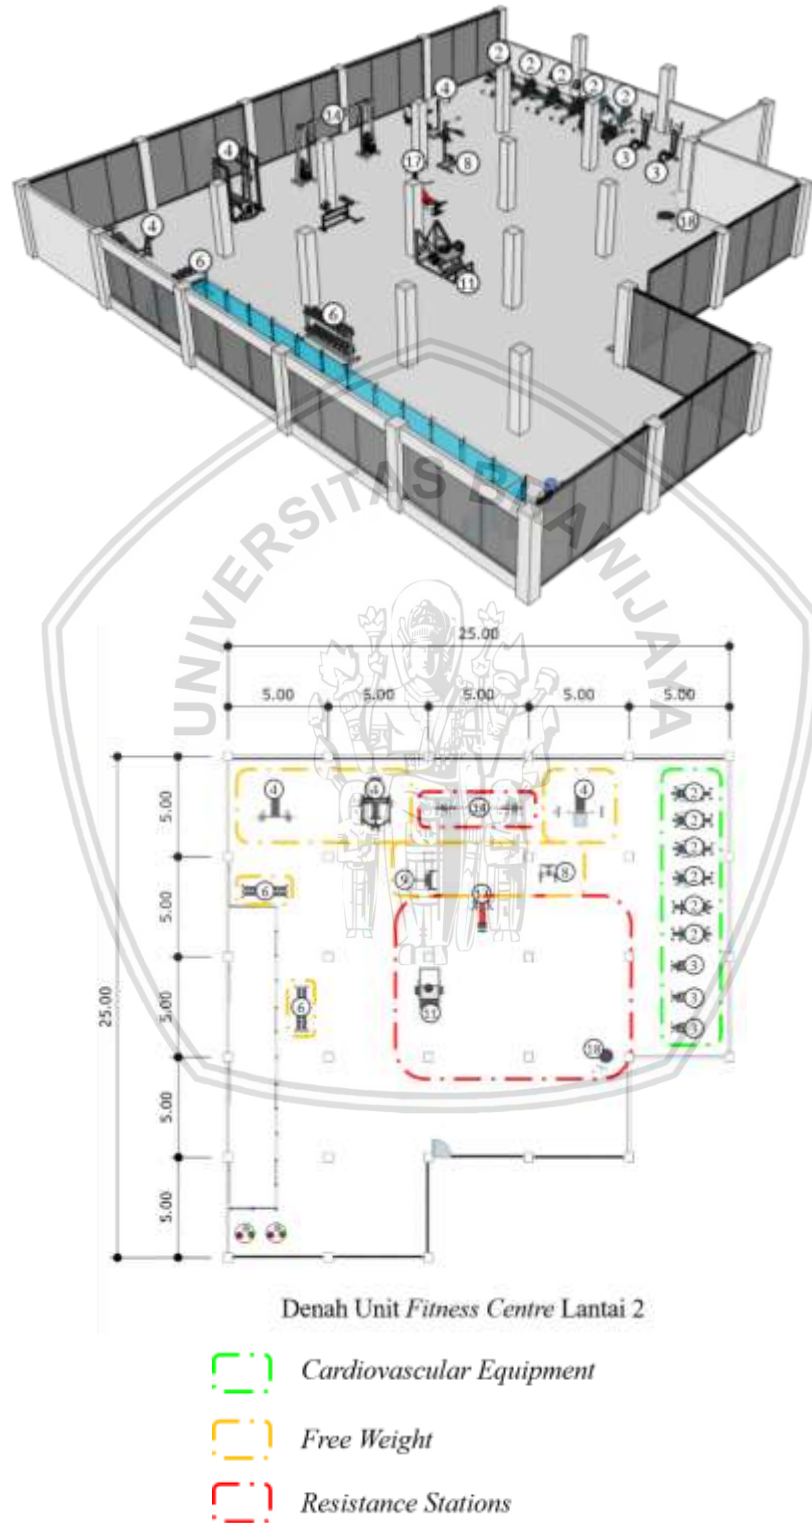 2
2
2
2
2
4
14
4
3
3
17
8
18
4
6
11
6
UNIVERSITAS BRAWIJAYA
25.00
5.00 5.00 5.00 5.00 5.00
25.00
5.00
5.00
5.00
5.00
5.00
4 4 14 4 2
2
2
9 8 2
6 17 2
2
3
6 11 3
18 3
Denah Unit Fitness Centre Lantai 2
Cardiovascular Equipment
Free Weight
Resistance Stations